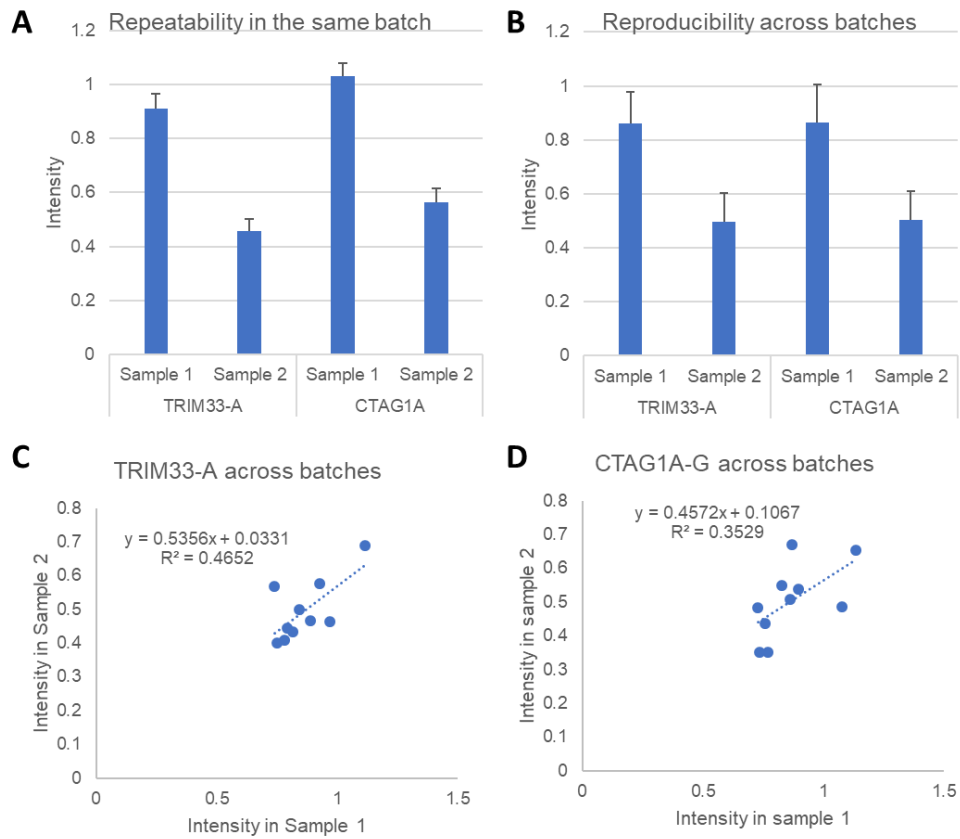 A
Repeatability in the same batch
1.2
1
0.8
0.6
0.4
0.2
0
Intensity
Sample 1 Sample 2 Sample 1 Sample 2
TRIM33-A CTAG1A
B
Reproducibility across batches
1.2
1
0.8
0.6
0.4
0.2
0
Intensity
Sample 1 Sample 2 Sample 1 Sample 2
TRIM33-A CTAG1A
C
TRIM33-A across batches
y = 0.5356x + 0.0331
R² = 0.4652
0.8
0.7
0.6
0.5
0.4
0.3
0.2
0.1
0
Intensity in Sample 2
0 0.5 1 1.5
Intensity in Sample 1
D
CTAG1A-G across batches
y = 0.4572x + 0.1067
R² = 0.3529
0.8
0.7
0.6
0.5
0.4
0.3
0.2
0.1
0
Intensity in sample 2
0 0.5 1 1.5
Intensity in sample 1